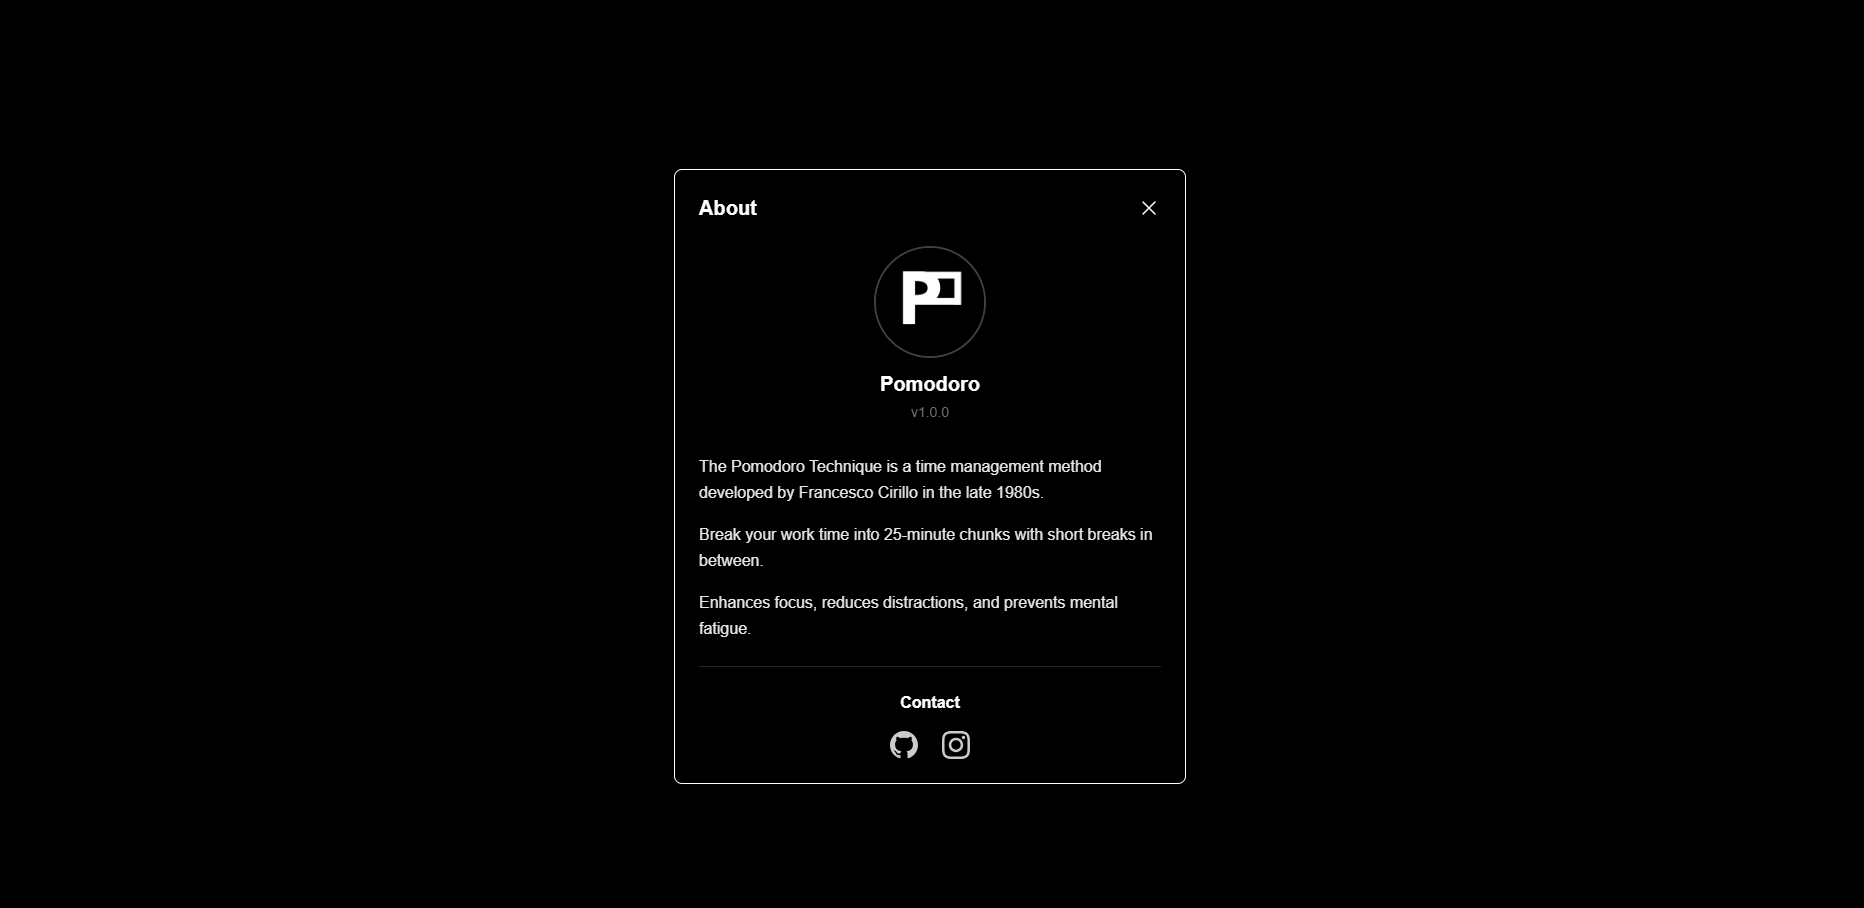 About
P
Pomodoro
v1.0.0
The Pomodoro Technique is a time management method
developed by Francesco Cirillo in the late 1980s.
Break your work time into 25-minute chunks with short breaks in
between.
Enhances focus, reduces distractions, and prevents mental
fatigue.
Contact